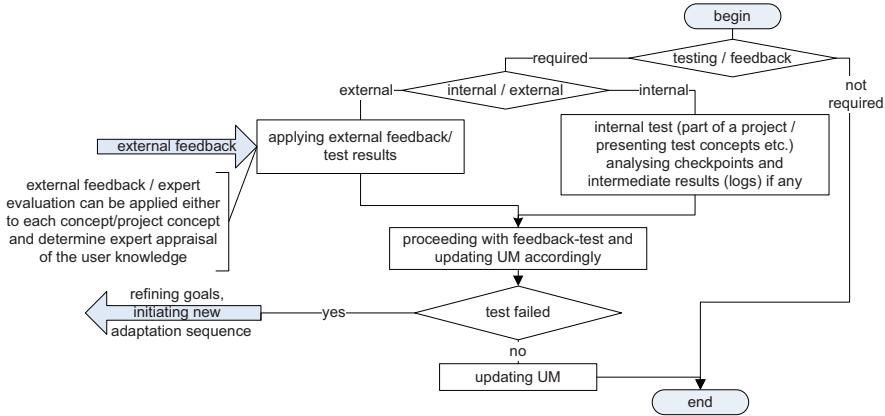 begin
testing / feedback
required
not
required
internal / external
external
internal
external feedback
applying external feedback/
test results
internal test (part of a project /
presenting test concepts etc.)
analysing checkpoints and
intermediate results (logs) if any
external feedback / expert
evaluation can be applied either
to each concept/project concept
and determine expert appraisal
of the user knowledge
proceeding with feedback-test and
updating UM accordingly
refining goals,
initiating new
adaptation sequence
yes
test failed
no
updating UM
end